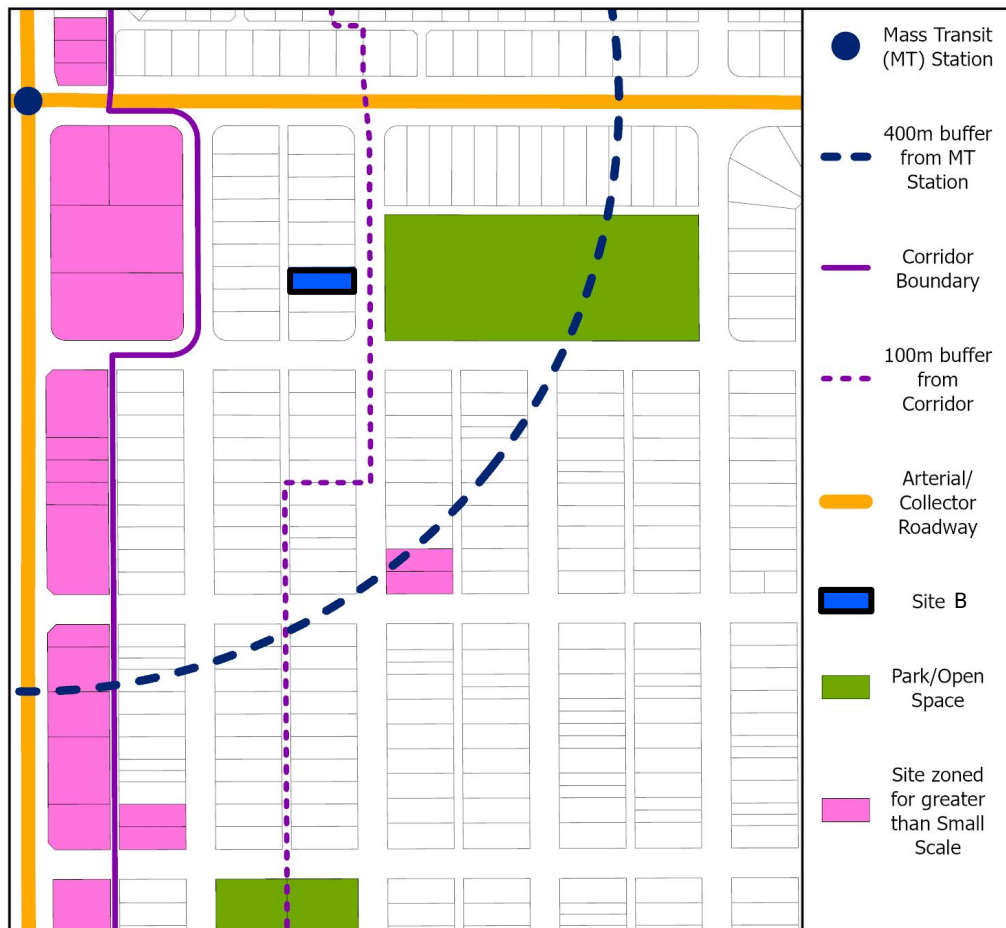 Mass Transit
(MT) Station
400m buffer
from MT
Station
Corridor
Boundary
100m buffer
from
Corridor
Arterial/
Collector
Roadway
Site B
Park/Open
Space
Site zoned
for greater
than Small
Scale